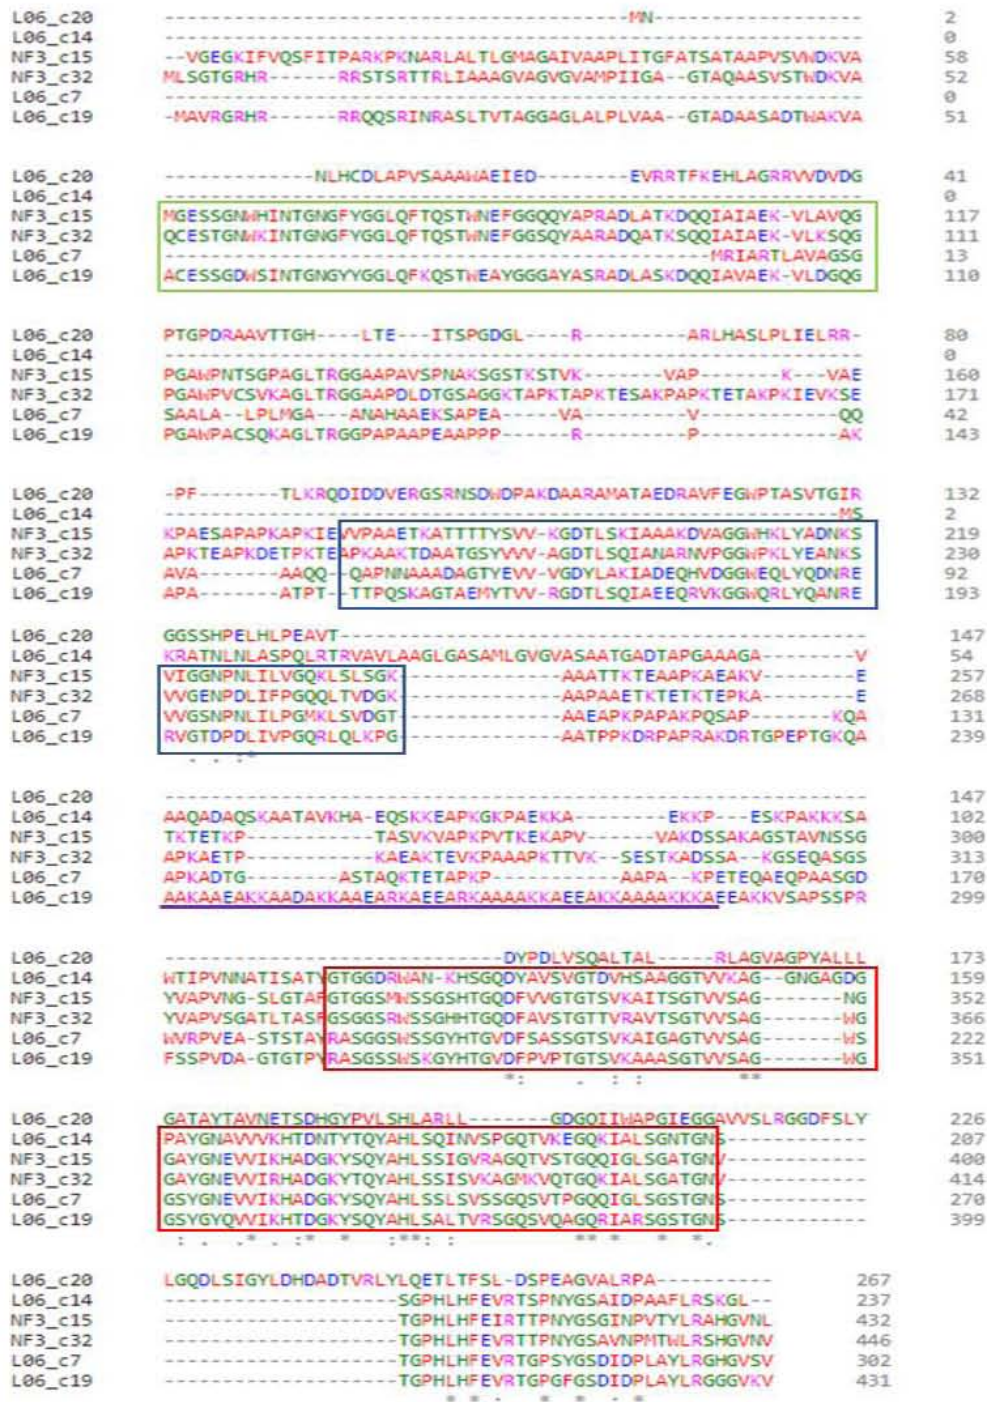 L06_c20 -----------------------------------------------MN------------------ 2
L06_c14 ---------------------------------------------------------------------- 0
NF3_c15 --VGEGKIFVQSFITPARKPKNARLALTLGMAGAIVAAPLITGFATSATAAPVSVWDKVA 58
NF3_c32 MLSGTGRHR------RRSTSRTTRLIAAAGVAGVGVAMPIIGA--GTAQAASVSTWDKVA 52
L06_c7 ---------------------------------------------------------------------- 0
L06_c19 -MAVRGRHR------RRQQSRINRASLTVTAGGAGLALPLVAA--GTADAASADTWAKVA 51
L06_c20 -------------NLHCDLAPVSAAAWAEIED--------EVRRTFKEHLAGRRVVDVDG 41
L06_c14 ------------------------------------------------------------ 0
NF3_c15 MGESSGNWHINTGNGFYGGLQFTQSTWNEFGGQQYAPRADLATKDQQIAIAEK-VLAVQG 117
NF3_c32 QCESTGNWKINTGNGFYGGLQFTQSTWNEFGGSQYAARADQATKSQQIAIAEK-VLKSQG 111
L06_c7 -----------------------------------------------MRIARTLAVAGSG 13
L06_c19 ACESSGDWSINTGNGYYGGLQFKQSTWEAYGGGAYASRADLASKDQQIAVAEK-VLDGQG 110
L06_c20 PTGPDRAAVTTGH----LTE---ITSPGDGL----R---------ARLHASLPLIELRR- 80
L06_c14 ------------------------------------------------------------ 0
NF3_c15 PGAWPNTSGPAGLTRGGAAPAVSPNAKSGSTKSTVK-------VAP------K----VAE 160
NF3_c32 PGAWPVCSVKAGLTRGGAAPDLDTGSAGGKTAPKTAPKTESAKPAPKTETAKPKIEVKSE 171
L06_c7 SAALA--LPLMGA---ANAHAAEKSAPEA-----VA--------V------------QQ 42
L06_c19 PGAWPACSQKAGLTRGGPAPAAPEAAPPP------R---------P------------AK 143
L06_c20 -PF-------TLKRQDIDDVERGSRNSDWDPAKDAARAMATAEDRAVFEGWPTASVTGIR 132
L06_c14 ----------------------------------------------------------MS 2
NF3_c15 KPAESAPAPKAPKIEVVPAAETKATTTTYSVV-KGDTLSKIAAAKDVAGGWHKLYADNKS 219
NF3_c32 APKTEAPKDETPKTEAPKAAKTDAATGSYVVV-AGDTLSQIANARNVPGGWPKLYEANKS 230
L06_c7 AVA-------AAQQ--QAPNNAAADAGTYEVV-VGDYLAKIADEQHVDGGWEQLYQDNRE 92
L06_c19 APA-------ATPT--TTPQSKAGTAEMYTVV-RGDTLSQIAEEQRVKGGWQRLYQANRE 193
L06_c20 GGSSHPELHLPEAVT--------------------------------------------- 147
L06_c14 KRATNLNLASPQLRTRVAVLAAGLGASAMLGVGVASAATGADTAPGAAAGA--------V 54
NF3_c15 VIGGNPNLILVGQKLSLSGK--------------AAATTKTEAAPKAEAKV--------E 257
NF3_c32 VVGENPDLIFPGQQLTVDGK--------------AAPAAETKTETKTEPKA--------E 268
L06_c7 VVGSNPNLILPGMKLSVDGT--------------AAEAPKPAPAKPQSAP-------KQA 131
L06_c19 RVGTDPDLIVPGQRLQLKPG--------------AATPPKDRPAPRAKDRTGPEPTGKQA 239
. . :*
L06_c20 ------------------------------------------------------------ 147
L06_c14 AAQADAQSKAATAVKHA-EQSKKEAPKGKPAEKKA-------EKKP---ESKPAKKKSA 102
NF3_c15 TKTETKP-----------TASVKVAPKPVTKEKAPV------VAKDSSAKAGSTAVNSSG 300
NF3_c32 APKAETP-----------KAEAKTEVKPAAAPKTTVK--SESTKADSSA--KGSEQASGS 313
L06_c7 APKADTG--------ASTAQKTETAPKP---------AAPA--KPETEQAEQPAASGD 170
L06_c19 AAKAAEAKKAADAKKAAEARKAEEARKAAAAKKAEEAKKAAAAKKKAEEAKKVSAPSSPR 299
L06_c20 -----------------------------DYPDLVSQALTAL-----RLAGVAGPYALLL 173
L06_c14 WTIPVNNATISATYGTGGDRWAN-KHSGQDYAVSVGTDVHSAAGGTVVKAG--GNGAGDG 159
NF3_c15 YVAPVNG-SLGTAFGTGGSMWSSGSHTGQDFVVGTGTSVKAITSGTVVSAG-------NG 352
NF3_c32 YVAPVSGATLTASFGSGGSRWSSGHHTGQDFAVSTGTTVRAVTSGTVVSAG-------WG 366
L06_c7 WVRPVEA-STSTAYRASGGSWSSGYHTGVDFSASSGTSVKAIGAGTVVSAG-------WS 222
L06_c19 FSSPVDA-GTGTPYRASGSSWSKGYHTGVDFPVPTGTSVKAAASGTVVSAG-------WG 351
*: . : : **
L06_c20 GATAYTAVNETSDHGYPVLSHLARLL-------GDGQIIWAPGIEGGAVVSLRGGDFSLY 226
L06_c14 PAYGNAVVVKHTDNTYTQYAHLSQINVSPGQTVKEGQKIALSGNTGNS------------ 207
NF3_c15 GAYGNEVVIKHADGKYSQYAHLSSIGVRAGQTVSTGQQIGLSGATGNV------------ 400
NF3_c32 GAYGNEVVIRHADGKYTQYAHLSSISVKAGMKVQTGQKIALSGATGNV------------ 414
L06_c7 GSYGNEVVIKHADGKYSQYAHLSSLSVSSGQSVTPGQQIGLSGSTGNS------------ 270
L06_c19 GSYGYQVVIKHTDGKYSQYAHLSALTVRSGQSVQAGQRIARSGSTGNS------------ 399
: . .* . :* * :**: : ** * *.
L06_c20 LGQDLSIGYLDHDADTVRLYLQETLTFSL-DSPEAGVALRPA---------- 267
L06_c14 --------------------SGPHLHFEVRTSPNYGSAIDPAAFLRSKGL-- 237
NF3_c15 --------------------TGPHLHFEIRTTPNYGSGINPVTYLRAHGVNL 432
NF3_c32 --------------------TGPHLHFEVRTTPNYGSAVNPMTWLRSHGVNV 446
L06_c7 --------------------TGPHLHFEVRTGPSYGSDIDPLAYLRGHGVSV 302
L06_c19 --------------------TGPHLHFEVRTGPGFGSDIDPLAYLRGGGVKV 431
* * . * * . *